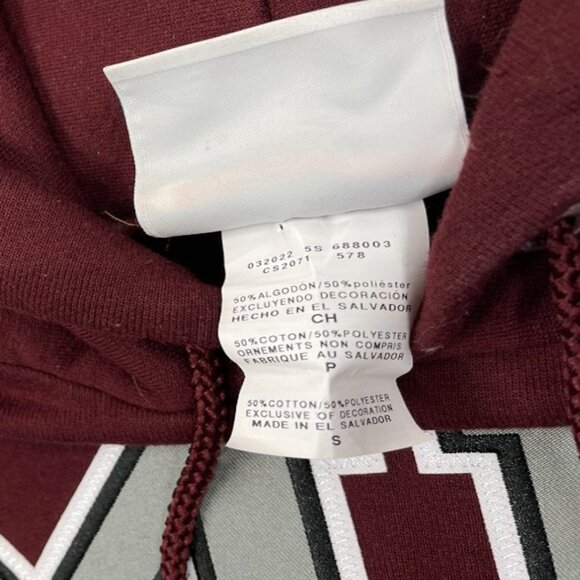 032022 SS 688003
CS2071 578
50%ALGODÓN/50%poliéster
EXCLUYENDO DECORACIÓN
HECHO EN EL SALVADOR
CH
50%COTON/50%POLYESTER
ORNEMENTS NON COMPRIS
FABRIQUE AU SALVADOR
P
50%COTTON/50%POLYESTER
EXCLUSIVE OF DECORATION
MADE IN EL SALVADOR
S